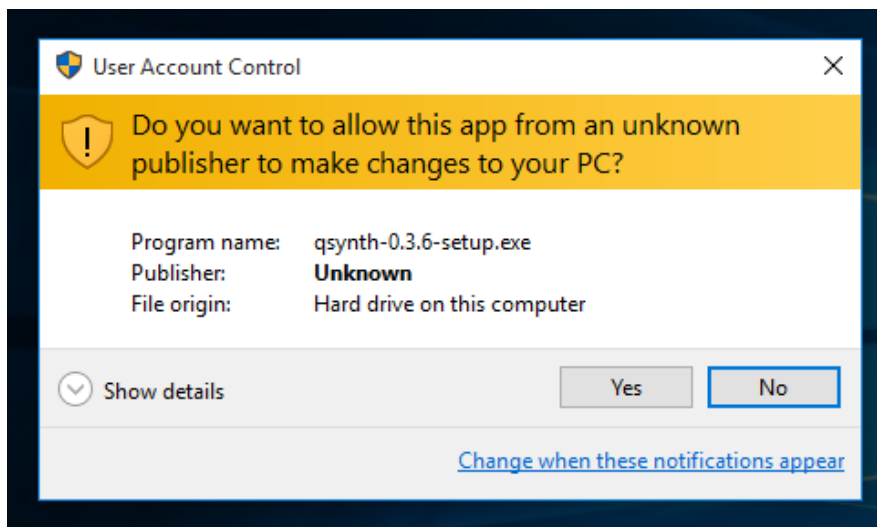 User Account Control
Do you want to allow this app from an unknown
publisher to make changes to your PC?
Program name: qsynth-0.3.6-setup.exe
Publisher: Unknown
File origin: Hard drive on this computer
Show details
Yes No
Change when these notifications appear